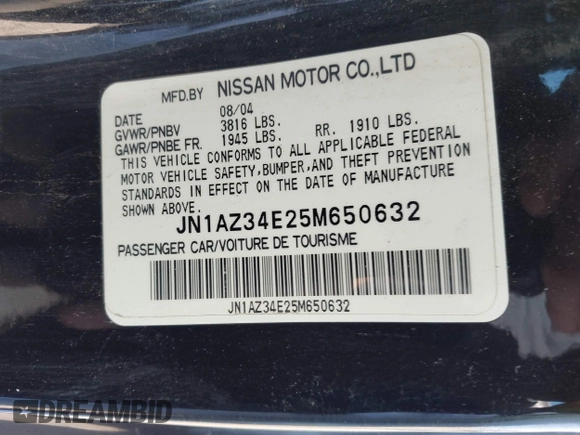 MFD.BY NISSAN MOTOR CO.,LTD
DATE 08/04
GVWR/PNBV 3816 LBS.
GAWR/PNBE FR. 1945 LBS. RR. 1910 LBS.
THIS VEHICLE CONFORMS TO ALL APPLICABLE FEDERAL
MOTOR VEHICLE SAFETY,BUMPER,AND THEFT PREVENTION
STANDARDS IN EFFECT ON THE DATE OF MANUFACTURE
SHOWN ABOVE.
JN1AZ34E25M650632
PASSENGER CAR/VOITURE DE TOURISME
JN1AZ34E25M650632
DREAMBID